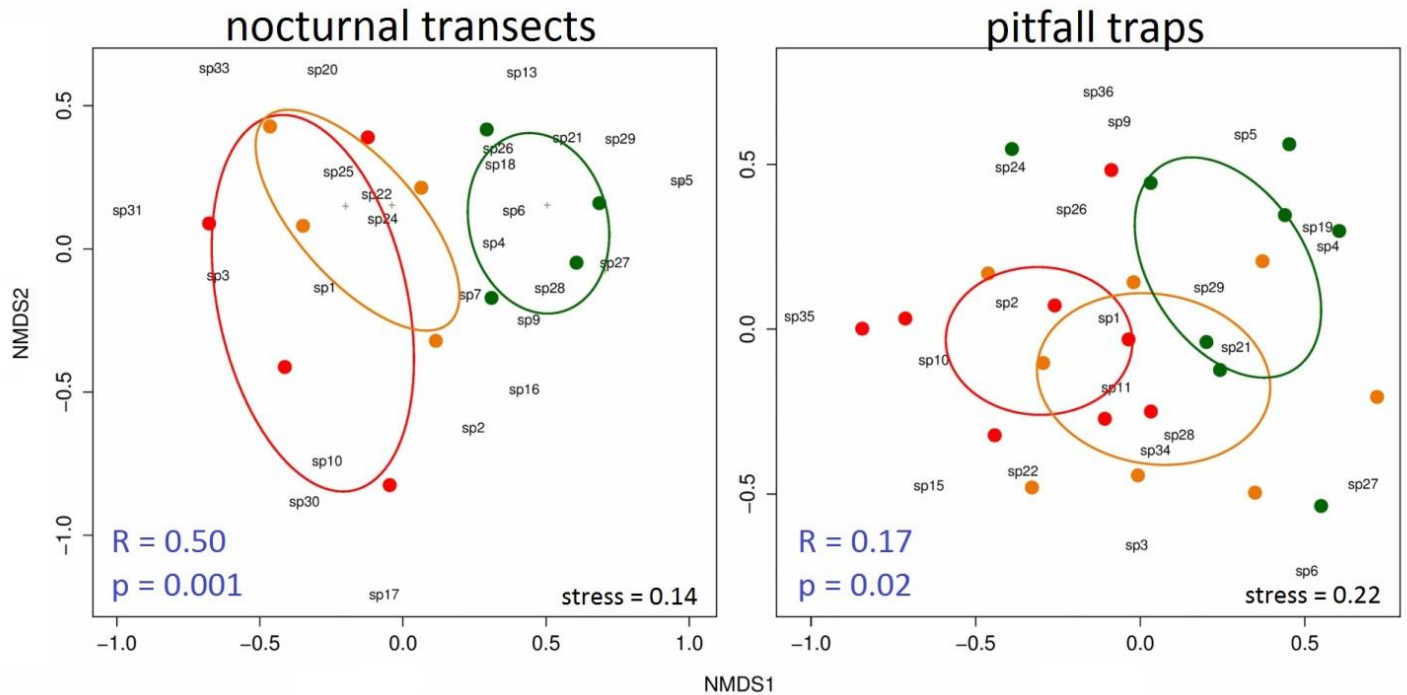 nocturnal transects
pitfall traps
sp33
sp20
sp13
sp21
sp29
sp26
sp18
sp25
sp5
sp22
sp31
sp6
sp24
sp4
sp27
sp3
sp1
sp28
sp7
sp9
sp16
sp2
sp10
sp30
sp17
R = 0.50
p = 0.001
stress = 0.14
0.5
0.0
−0.5
−1.0
−1.0
−0.5
0.0
0.5
1.0
NMDS2
sp36
sp9
sp5
sp24
sp26
sp19
sp4
sp29
sp2
sp35
sp1
sp21
sp10
sp11
sp28
sp34
sp22
sp15
sp27
sp3
sp6
R = 0.17
p = 0.02
stress = 0.22
0.5
0.0
−0.5
−1.0
−0.5
0.0
0.5
NMDS1